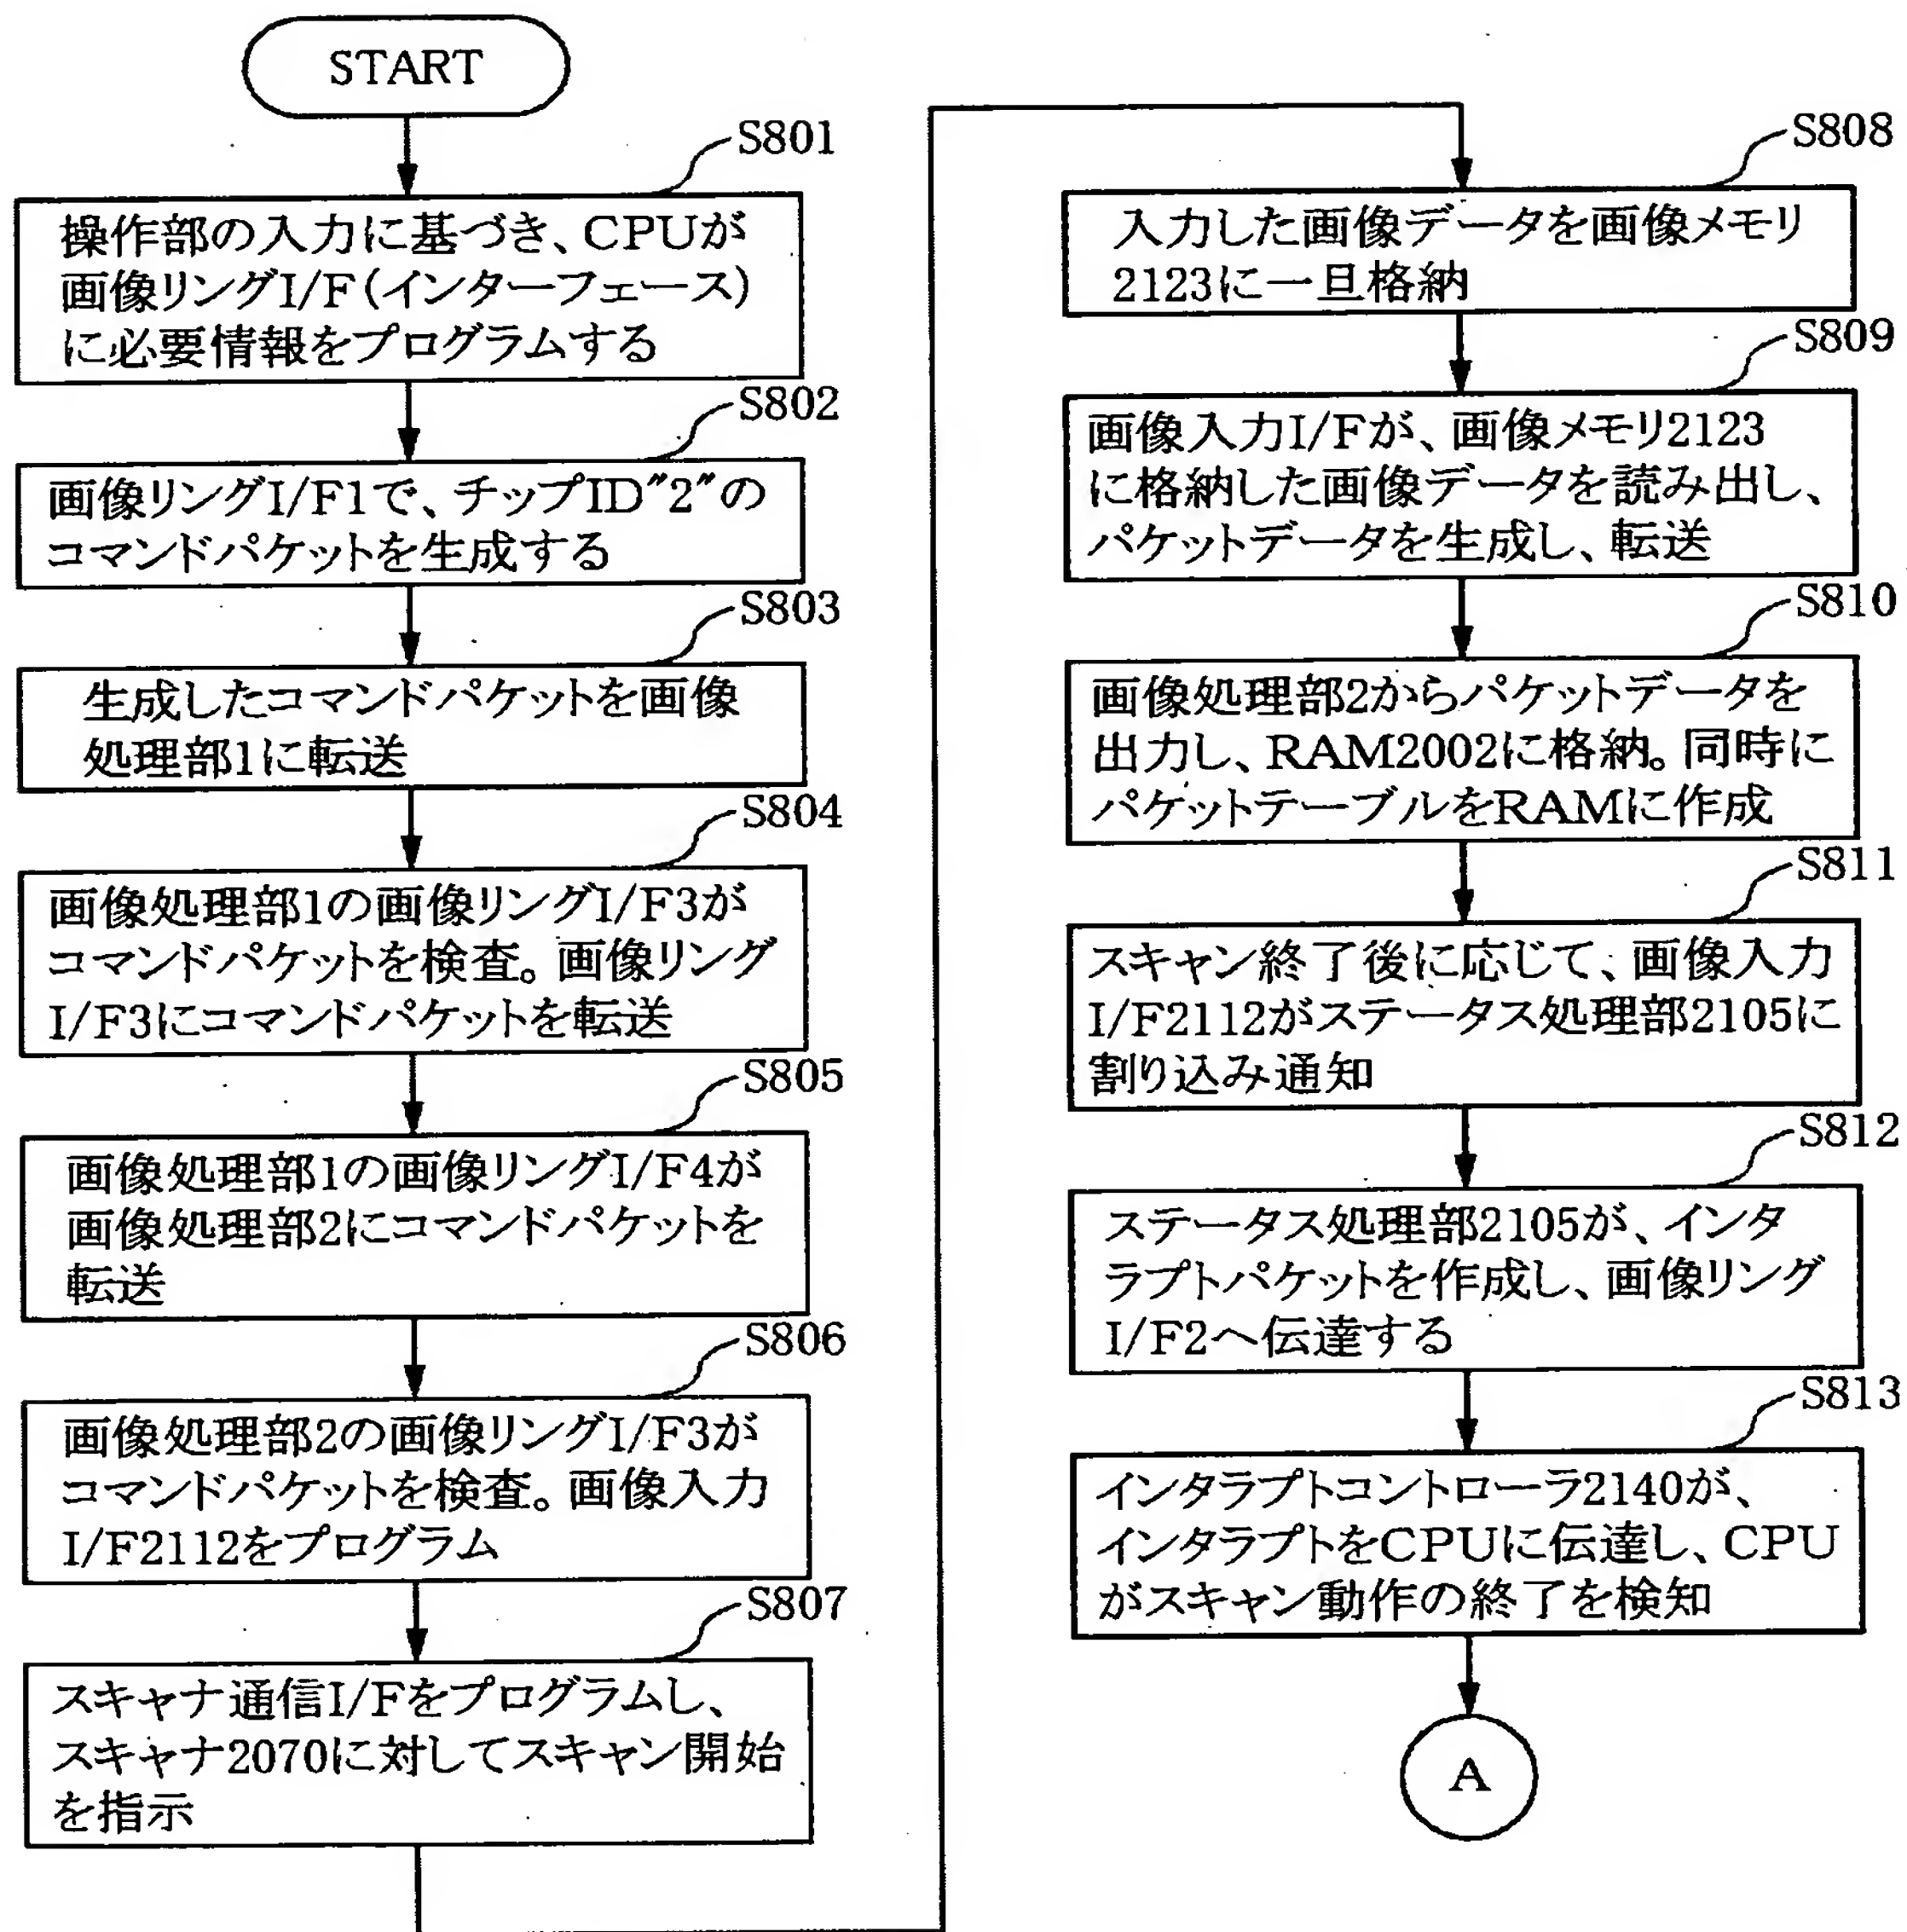 START
S801
操作部の入力に基づき、CPUが
画像リングI/F(インターフェース)
に必要情報をプログラムする
S802
画像リングI/F1で、チップID"2"の
コマンドパケットを生成する
S803
生成したコマンドパケットを画像
処理部1に転送
S804
画像処理部1の画像リングI/F3が
コマンドパケットを検査。画像リング
I/F3にコマンドパケットを転送
S805
画像処理部1の画像リングI/F4が
画像処理部2にコマンドパケットを
転送
S806
画像処理部2の画像リングI/F3が
コマンドパケットを検査。画像入力
I/F2112をプログラム
S807
スキャナ通信I/Fをプログラムし、
スキャナ2070に対してスキャン開始
を指示
S808
入力した画像データを画像メモリ
2123に一旦格納
S809
画像入力I/Fが、画像メモリ2123
に格納した画像データを読み出し、
パケットデータを生成し、転送
S810
画像処理部2からパケットデータを
出力し、RAM2002に格納。同時に
パケットテーブルをRAMに作成
S811
スキャン終了後に応じて、画像入力
I/F2112がステータス処理部2105に
割り込み通知
S812
ステータス処理部2105が、インタ
ラプトパケットを作成し、画像リング
I/F2へ伝達する
S813
インタラプトコントローラ2140が、
インタラプトをCPUに伝達し、CPU
がスキャン動作の終了を検知
A